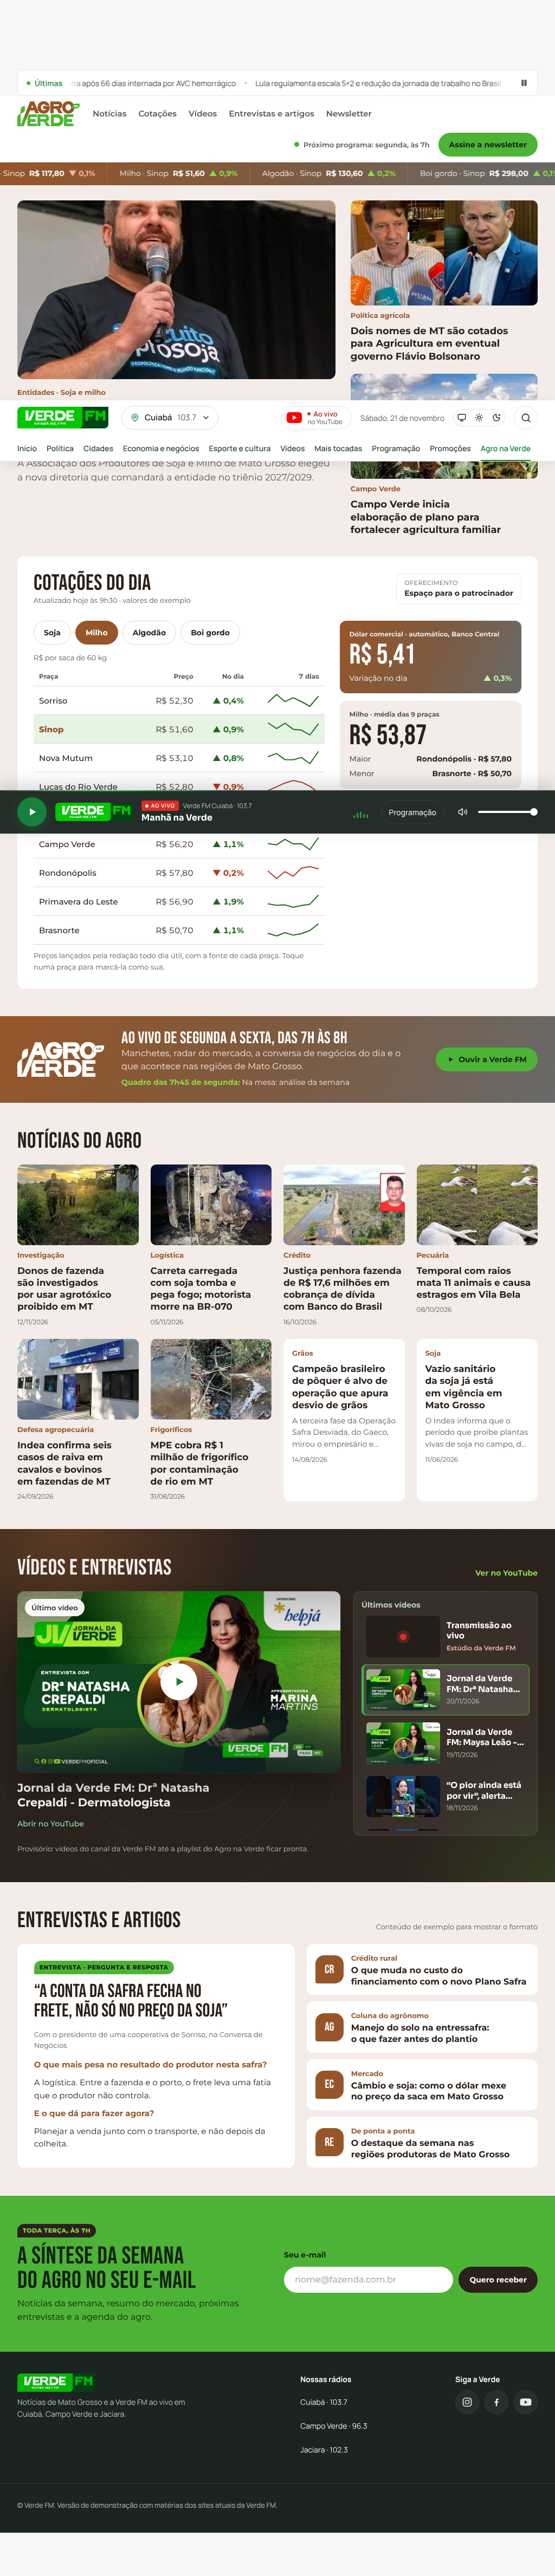 Últimas
após 66 dias internada por AVC hemorrágico
Lula regulamenta escala 5×2 e redução da jornada de trabalho no Brasil
AGRO
VERDE
Notícias
Cotações
Vídeos
Entrevistas e artigos
Newsletter
Próximo programa: segunda, às 7h
Assine a newsletter
Sinop R$ 117,80 ▼ 0,1%
Milho · Sinop R$ 51,60 ▲ 0,9%
Algodão · Sinop R$ 130,60 ▲ 0,2%
Boi gordo · Sinop R$ 298,00 ▲ 0,1%
Política agrícola
Dois nomes de MT são cotados
para Agricultura em eventual
governo Flávio Bolsonaro
Entidades · Soja e milho
VERDE FM
Cuiabá 103.7
Ao vivo
no YouTube
Sábado, 21 de novembro
Início
Política
Cidades
Economia e negócios
Esporte e cultura
Vídeos
Mais tocadas
Programação
Promoções
Agro na Verde
A Associação dos Produtores de Soja e Milho de Mato Grosso elegeu
a nova diretoria que comandará a entidade no triênio 2027/2029.
Campo Verde
Campo Verde inicia
elaboração de plano para
fortalecer agricultura familiar
COTAÇÕES DO DIA
Atualizado hoje às 9h30 · valores de exemplo
OFERECIMENTO
Espaço para o patrocinador
Soja
Milho
Algodão
Boi gordo
R$ por saca de 60 kg
Praça Preço No dia 7 dias
Sorriso R$ 52,30 ▲ 0,4%
Sinop R$ 51,60 ▲ 0,9%
Nova Mutum R$ 53,10 ▲ 0,8%
Lucas do Rio Verde R$ 52,80 ▼ 0,9%
Dólar comercial · automático, Banco Central
R$ 5,41
Variação no dia ▲ 0,3%
Milho · média das 9 praças
R$ 53,87
Maior Rondonópolis · R$ 57,80
Menor Brasnorte · R$ 50,70
VERDE FM
AO VIVO Verde FM Cuiabá · 103.7
Manhã na Verde
Programação
Campo Verde R$ 56,20 ▲ 1,1%
Rondonópolis R$ 57,80 ▼ 0,2%
Primavera do Leste R$ 56,90 ▲ 1,9%
Brasnorte R$ 50,70 ▲ 1,1%
Preços lançados pela redação todo dia útil, com a fonte de cada praça. Toque
numa praça para marcá-la como sua.
AGRO
VERDE
AO VIVO DE SEGUNDA A SEXTA, DAS 7H ÀS 8H
Manchetes, radar do mercado, a conversa de negócios do dia e o
que acontece nas regiões de Mato Grosso.
Quadro das 7h45 de segunda: Na mesa: análise da semana
Ouvir a Verde FM
NOTÍCIAS DO AGRO
Investigação
Donos de fazenda
são investigados
por usar agrotóxico
proibido em MT
12/11/2026
Logística
Carreta carregada
com soja tomba e
pega fogo; motorista
morre na BR-070
05/11/2026
Crédito
Justiça penhora fazenda
de R$ 17,6 milhões em
cobrança de dívida
com Banco do Brasil
16/10/2026
Pecuária
Temporal com raios
mata 11 animais e causa
estragos em Vila Bela
08/10/2026
Defesa agropecuária
Indea confirma seis
casos de raiva em
cavalos e bovinos
em fazendas de MT
24/09/2026
Frigoríficos
MPE cobra R$ 1
milhão de frigorífico
por contaminação
de rio em MT
31/08/2026
Grãos
Campeão brasileiro
de pôquer é alvo de
operação que apura
desvio de grãos
A terceira fase da Operação
Safra Desviada, do Gaeco,
mirou o empresário e...
14/08/2026
Soja
Vazio sanitário
da soja já está
em vigência em
Mato Grosso
O Indea informa que o
período que proíbe plantas
vivas de soja no campo, d...
11/06/2026
VÍDEOS E ENTREVISTAS
Ver no YouTube
Último vídeo
JV JORNAL DA VERDE
ENTREVISTA COM
DRª NATASHA
CREPALDI
DERMATOLOGISTA
PATROCÍNIO
helpjá
APRESENTADORA
MARINA
MARTINS
VERDEFMOFICIAL
VERDE FM
Jornal da Verde FM: Drª Natasha
Crepaldi - Dermatologista
Abrir no YouTube
Últimos vídeos
Transmissão ao
vivo
Estúdio da Verde FM
Jornal da Verde
FM: Drª Natasha...
20/11/2026
Jornal da Verde
FM: Maysa Leão -...
19/11/2026
“O pior ainda está
por vir”, alerta...
18/11/2026
Provisório: vídeos do canal da Verde FM até a playlist do Agro na Verde ficar pronta.
ENTREVISTAS E ARTIGOS
Conteúdo de exemplo para mostrar o formato
ENTREVISTA · PERGUNTA E RESPOSTA
“A CONTA DA SAFRA FECHA NO
FRETE, NÃO SÓ NO PREÇO DA SOJA”
Com o presidente de uma cooperativa de Sorriso, na Conversa de
Negócios
O que mais pesa no resultado do produtor nesta safra?
A logística. Entre a fazenda e o porto, o frete leva uma fatia
que o produtor não controla.
E o que dá para fazer agora?
Planejar a venda junto com o transporte, e não depois da
colheita.
CR
Crédito rural
O que muda no custo do
financiamento com o novo Plano Safra
AG
Coluna do agrônomo
Manejo do solo na entressafra:
o que fazer antes do plantio
EC
Mercado
Câmbio e soja: como o dólar mexe
no preço da saca em Mato Grosso
RE
De ponta a ponta
O destaque da semana nas
regiões produtoras de Mato Grosso
TODA TERÇA, ÀS 7H
A SÍNTESE DA SEMANA
DO AGRO NO SEU E-MAIL
Notícias da semana, resumo do mercado, próximas
entrevistas e a agenda do agro.
Seu e-mail
nome@fazenda.com.br
Quero receber
VERDE FM
Notícias de Mato Grosso e a Verde FM ao vivo em
Cuiabá, Campo Verde e Jaciara.
Nossas rádios
Cuiabá · 103.7
Campo Verde · 96.3
Jaciara · 102.3
Siga a Verde
© Verde FM. Versão de demonstração com matérias dos sites atuais da Verde FM.